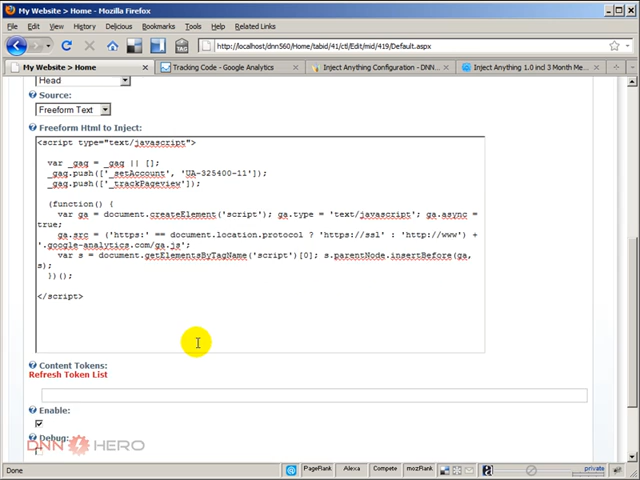 My Website > Home - Mozilla Firefox
File Edit View History Delicious Bookmarks Tools Help Related Links
http://localhost/dnn560/Home/tabid/41/ctl/Edit/mid/419/Default.aspx
My Website > Home
Tracking Code - Google Analytics
Inject Anything Configuration - DNN...
Inject Anything 1.0 incl 3 Month Me...
Head
Source:
Freeform Text
Freeform Html to Inject:
<script type="text/javascript">
var _gaq = _gaq || [];
_gaq.push(['_setAccount', 'UA-325400-11']);
_gaq.push(['_trackPageview']);
(function() {
var ga = document.createElement('script'); ga.type = 'text/javascript'; ga.async =
true;
ga.src = ('https:' == document.location.protocol ? 'https://ssl' : 'http://www') +
'.google-analytics.com/ga.js';
var s = document.getElementsByTagName('script')[0]; s.parentNode.insertBefore(ga,
s);
})();
</script>
Content Tokens:
Refresh Token List
Enable:
Debug:
DNN HERO
Done
PageRank Alexa Compete mozRank
private